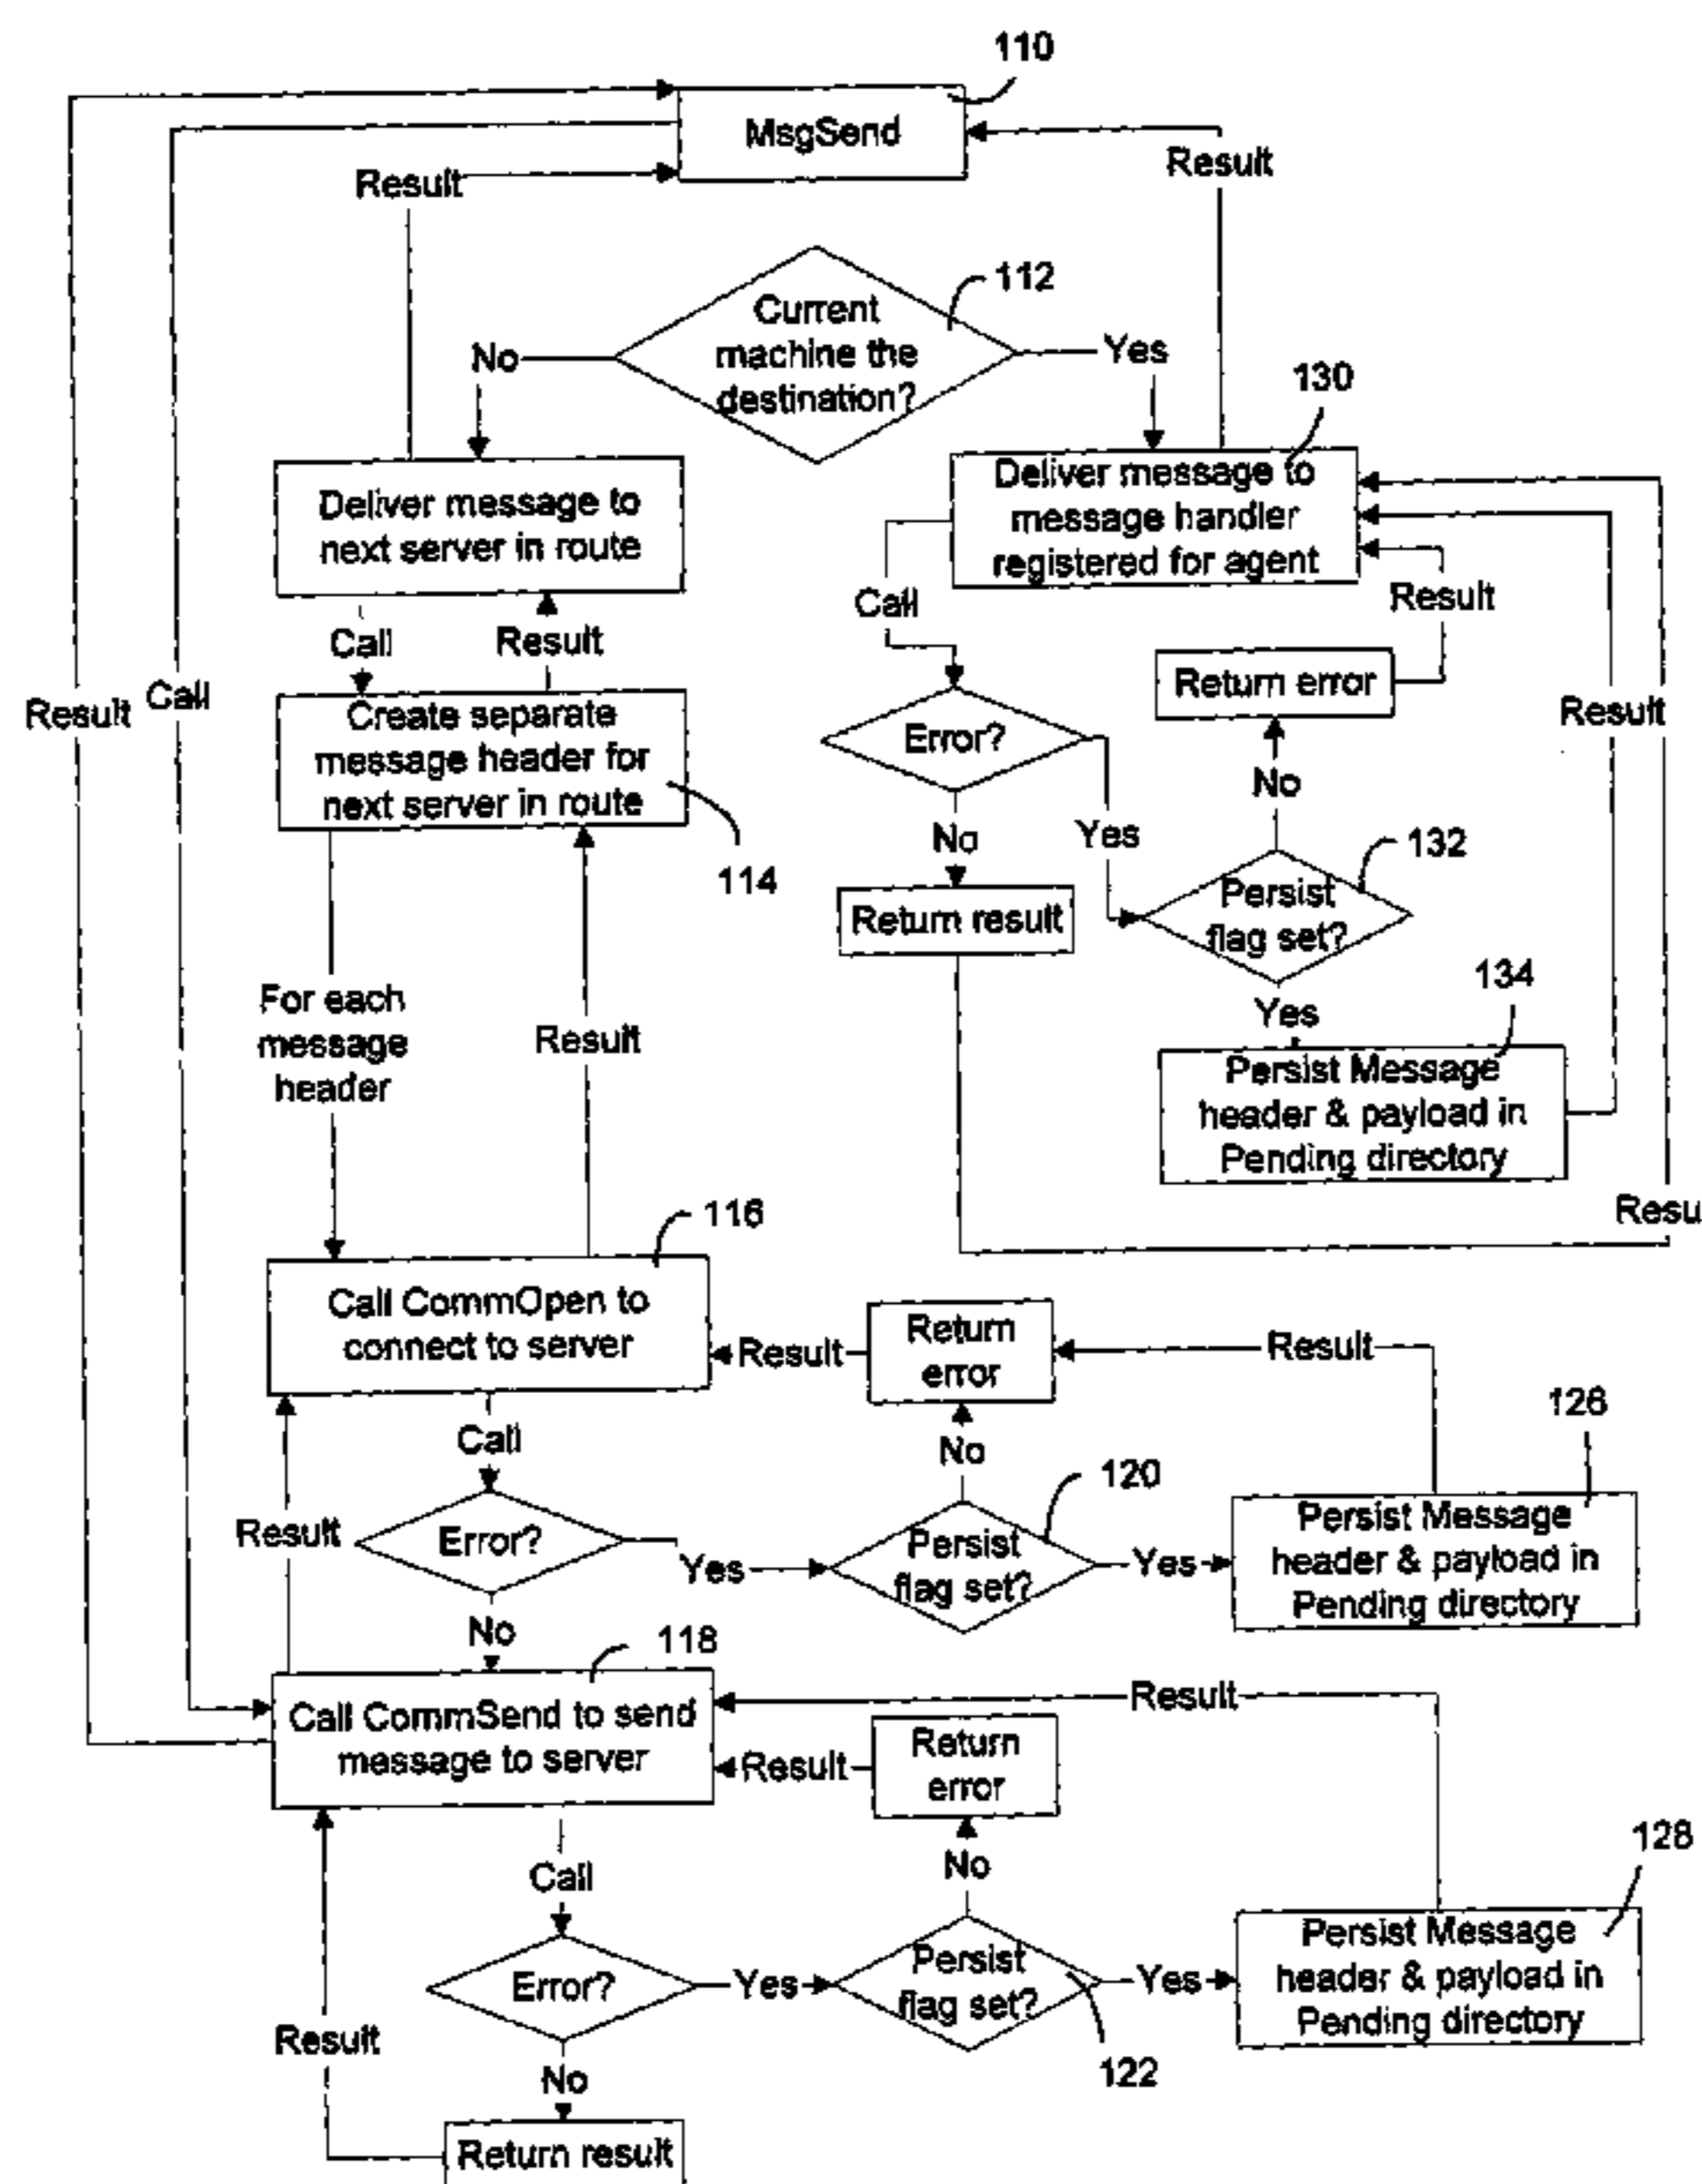 110
MsgSend
Result
Result
112
Current
machine the
destination?
No
Yes
130
Deliver message to
next server in route
Deliver message to
message handler
registered for agent
Call
Result
Call
Result
Result
Call
Create separate
message header for
next server in route
114
Return error
Result
Error?
No
No
Yes
132
Return result
Persist
flag set?
134
For each
message
header
Result
Yes
Persist Message
header & payload in
Pending directory
Resu
116
Call CommOpen to
connect to server
Result
Return
error
Result
126
Call
No
120
Result
Error?
Yes
Persist
flag set?
Yes
Persist Message
header & payload in
Pending directory
No
118
Call CommSend to send
message to server
Result
Result
Return
error
Call
No
128
Error?
Yes
Persist
flag set?
Yes
Persist Message
header & payload in
Pending directory
Result
122
No
Return result